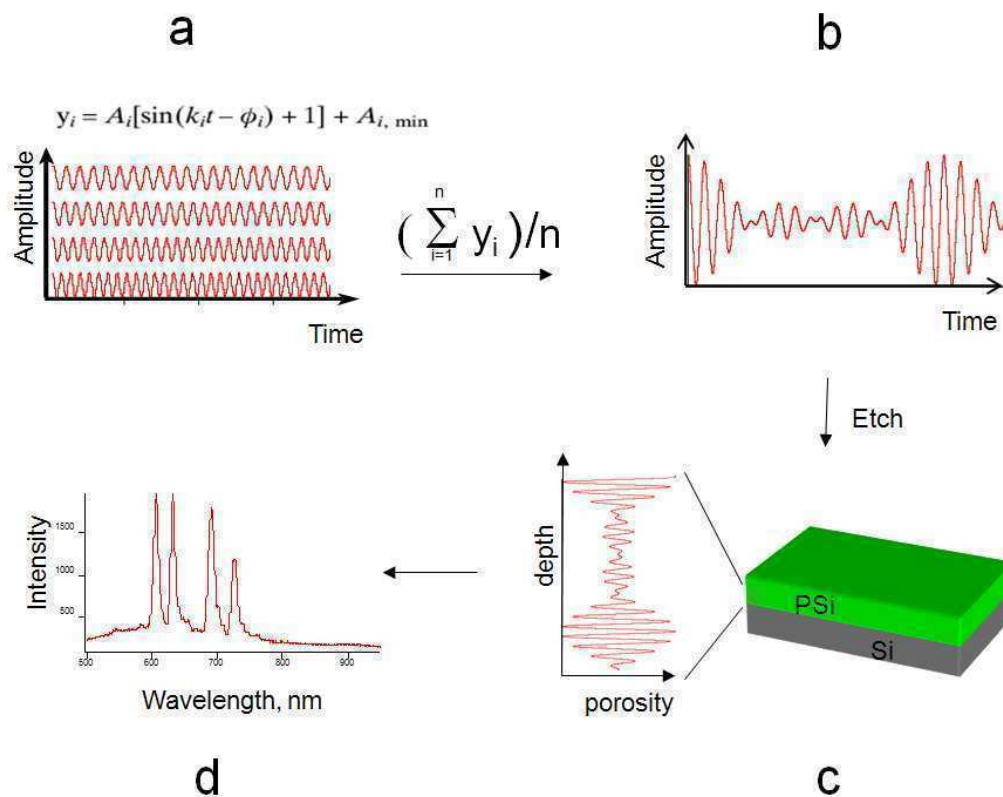 a
b
yᵢ = Aᵢ[sin(kᵢt − ϕᵢ) + 1] + Aᵢ, min
Amplitude
Time
n
( ∑ yᵢ )/n
i=1
Amplitude
Time
Etch
Intensity
1500
1000
500
500
600
700
800
900
Wavelength, nm
depth
porosity
PSi
Si
d
c